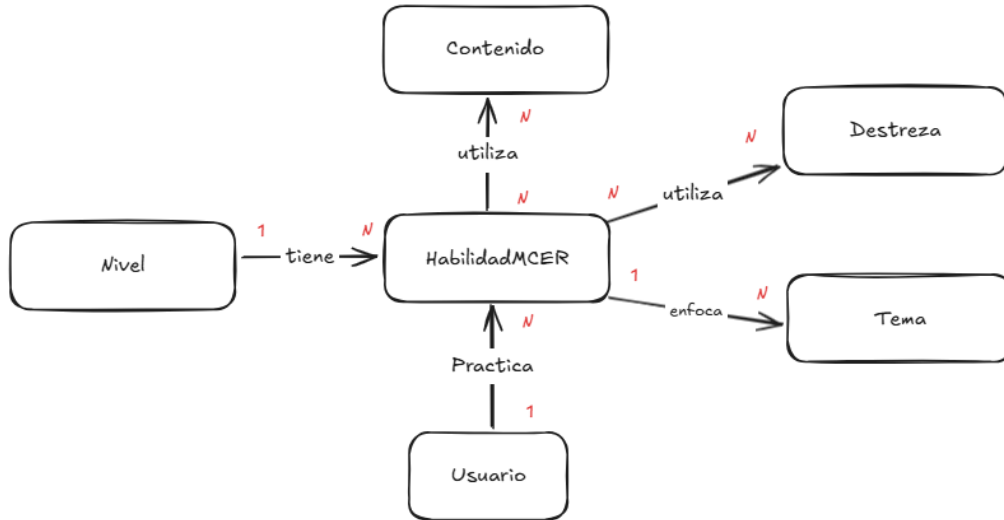 Contenido
N
utiliza
N
Destreza
N
utiliza
N
Nivel
1
tiene
N
HabilidadMCER
1
enfoca
N
Tema
N
Practica
1
Usuario